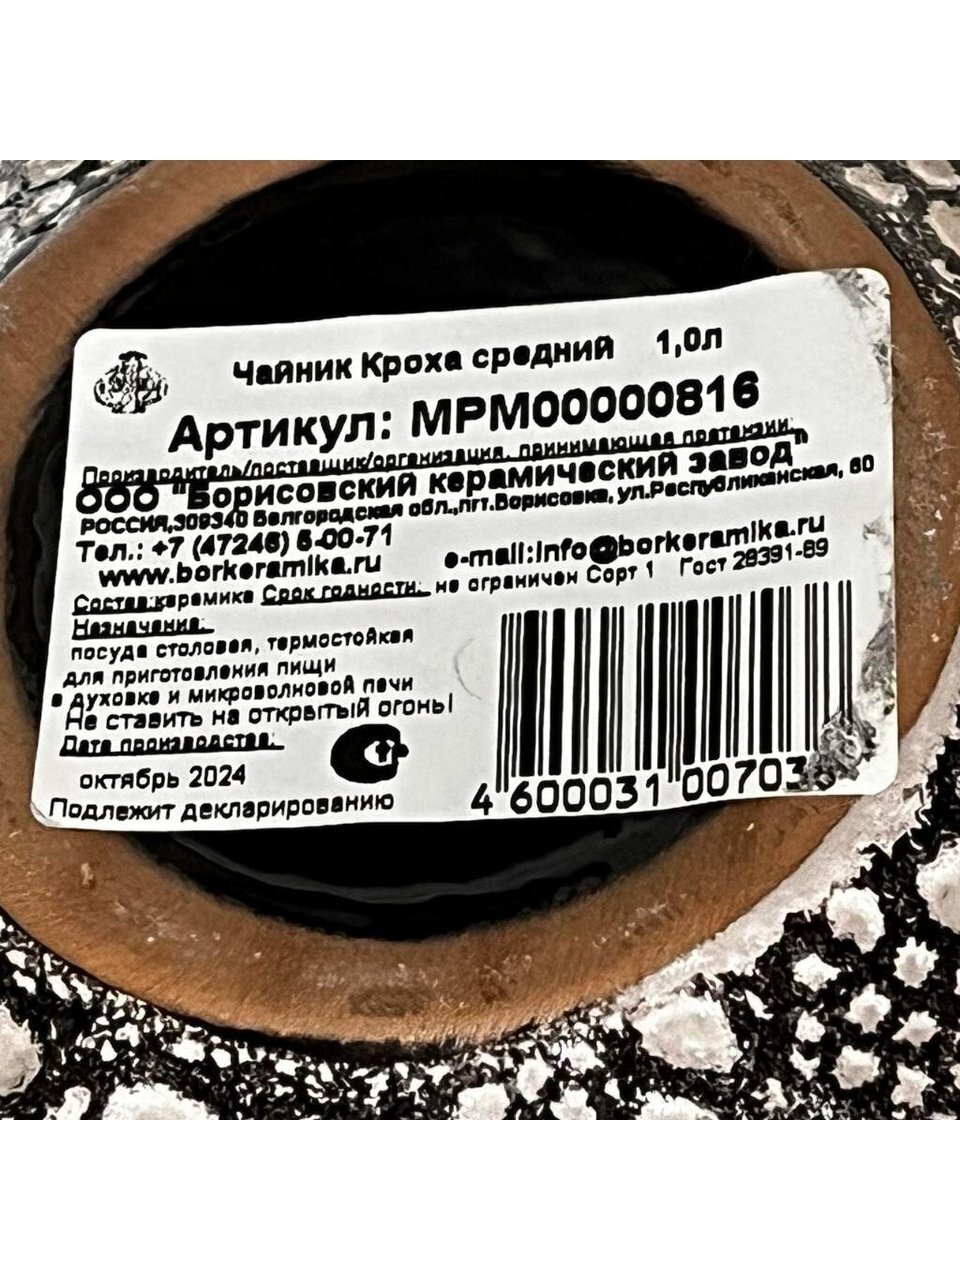 Чайник Кроха средний 1,0л
Артикул: МРМ00000816
Производитель/поставщик/организация, принимающая претензии:
ООО "Борисовский керамический завод"
РОССИЯ,309340 Белгородская обл.,пгт.Борисовка, ул.Республиканская, 60
Тел.: +7 (47246) 5-00-71
www.borkeramika.ru e-mail:info@borkeramika.ru
Состав:керамика Срок годности: не ограничен Сорт 1 Гост 28391-89
Назначение:
посуда столовая, термостойкая
для приготовления пищи
в духовке и микроволновой печи
Не ставить на открытый огонь!
Дата производства:
октябрь 2024
Подлежит декларированию
4 600031 00703